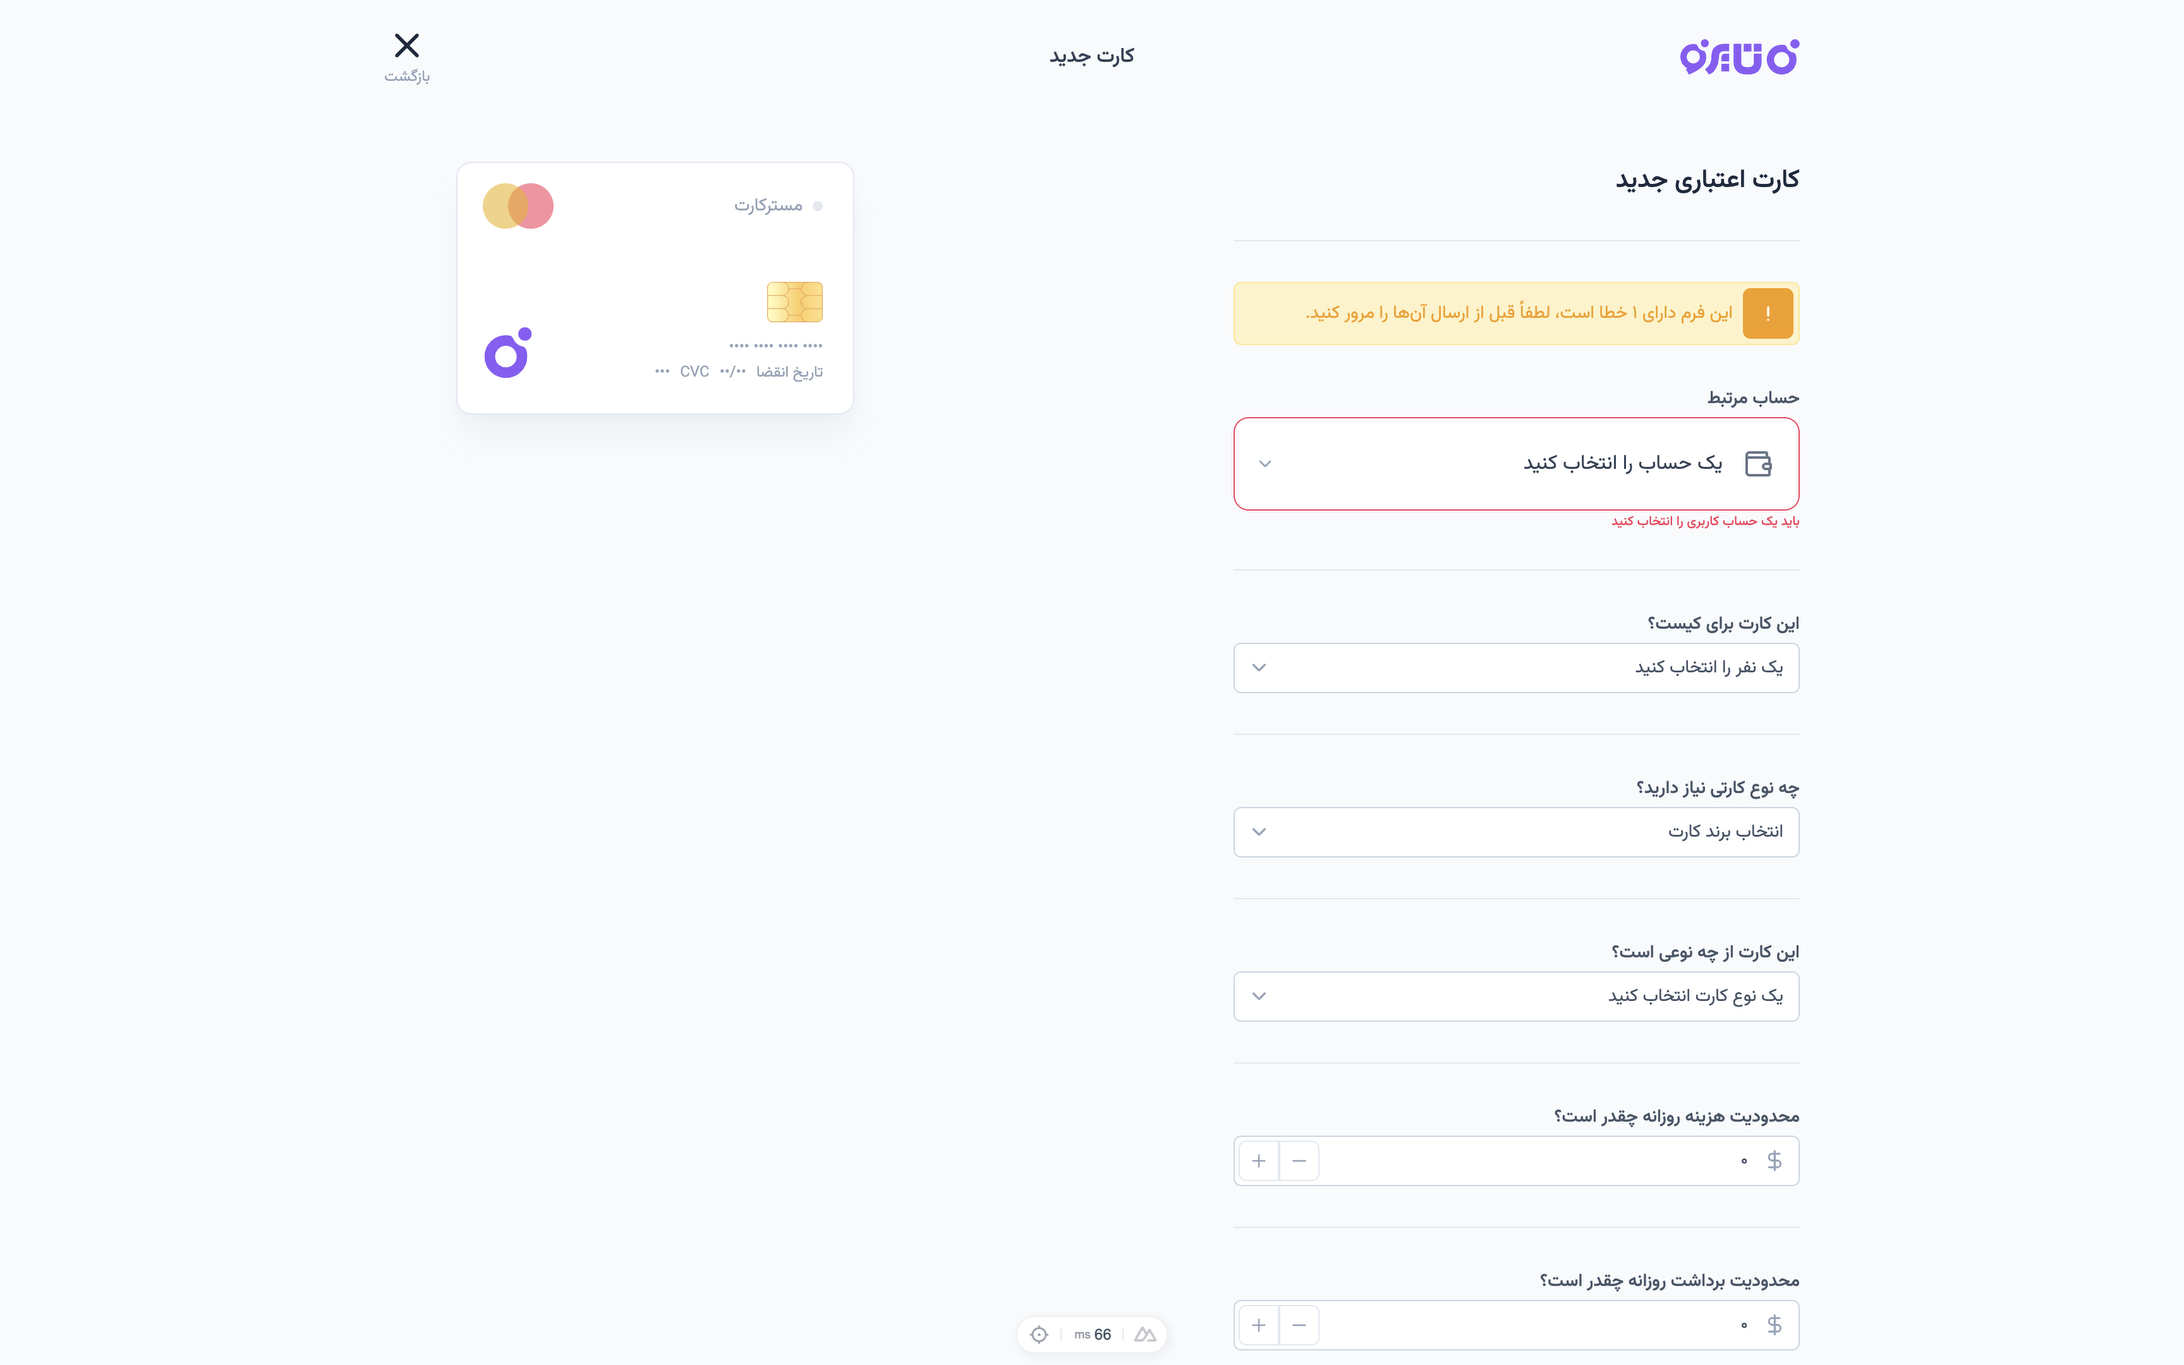 تایرو
کارت جدید
بازگشت
کارت اعتباری جدید
این فرم دارای ۱ خطا است، لطفاً قبل از ارسال آن‌ها را مرور کنید.
حساب مرتبط
یک حساب را انتخاب کنید
باید یک حساب کاربری را انتخاب کنید
این کارت برای کیست؟
یک نفر را انتخاب کنید
چه نوع کارتی نیاز دارید؟
انتخاب برند کارت
این کارت از چه نوعی است؟
یک نوع کارت انتخاب کنید
محدودیت هزینه روزانه چقدر است؟
$ ۰
محدودیت برداشت روزانه چقدر است؟
$ ۰
مسترکارت
•••• •••• •••• ••••
تاریخ انقضا ••/•• CVC •••
66 ms